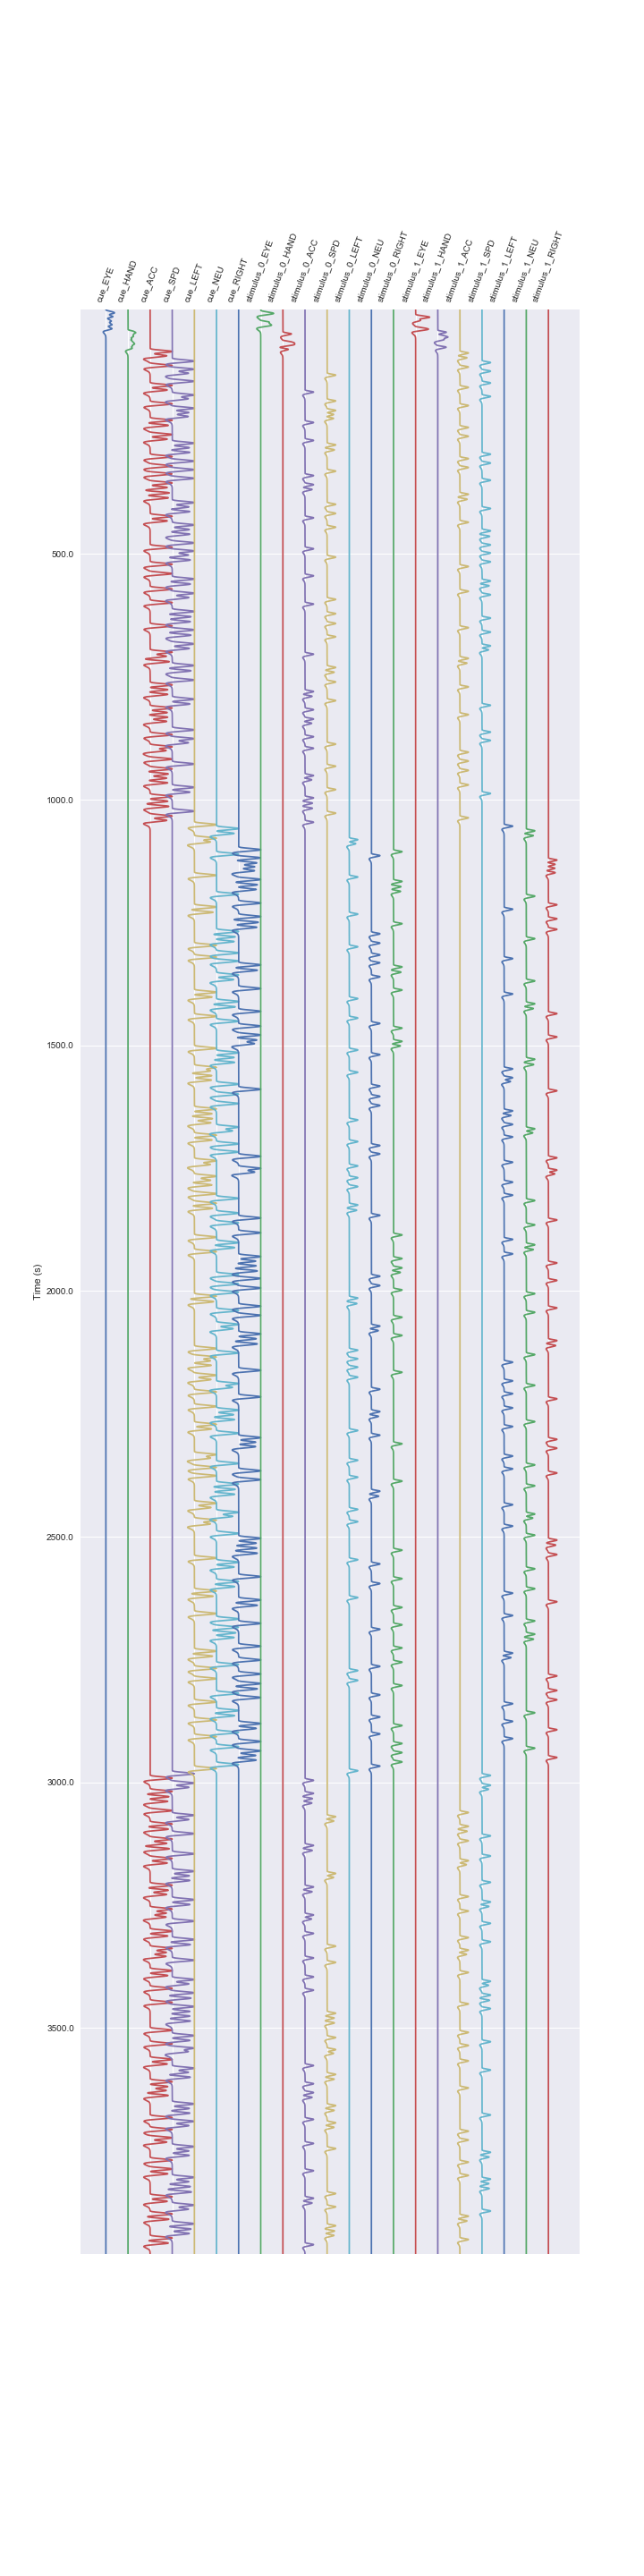 cue_EYE
cue_HAND
cue_ACC
cue_SPD
cue_LEFT
cue_NEU
cue_RIGHT
stimulus_0_EYE
stimulus_0_HAND
stimulus_0_ACC
stimulus_0_SPD
stimulus_0_LEFT
stimulus_0_NEU
stimulus_0_RIGHT
stimulus_1_EYE
stimulus_1_HAND
stimulus_1_ACC
stimulus_1_SPD
stimulus_1_LEFT
stimulus_1_NEU
stimulus_1_RIGHT
500.0
1000.0
1500.0
Time (s)
2000.0
2500.0
3000.0
3500.0